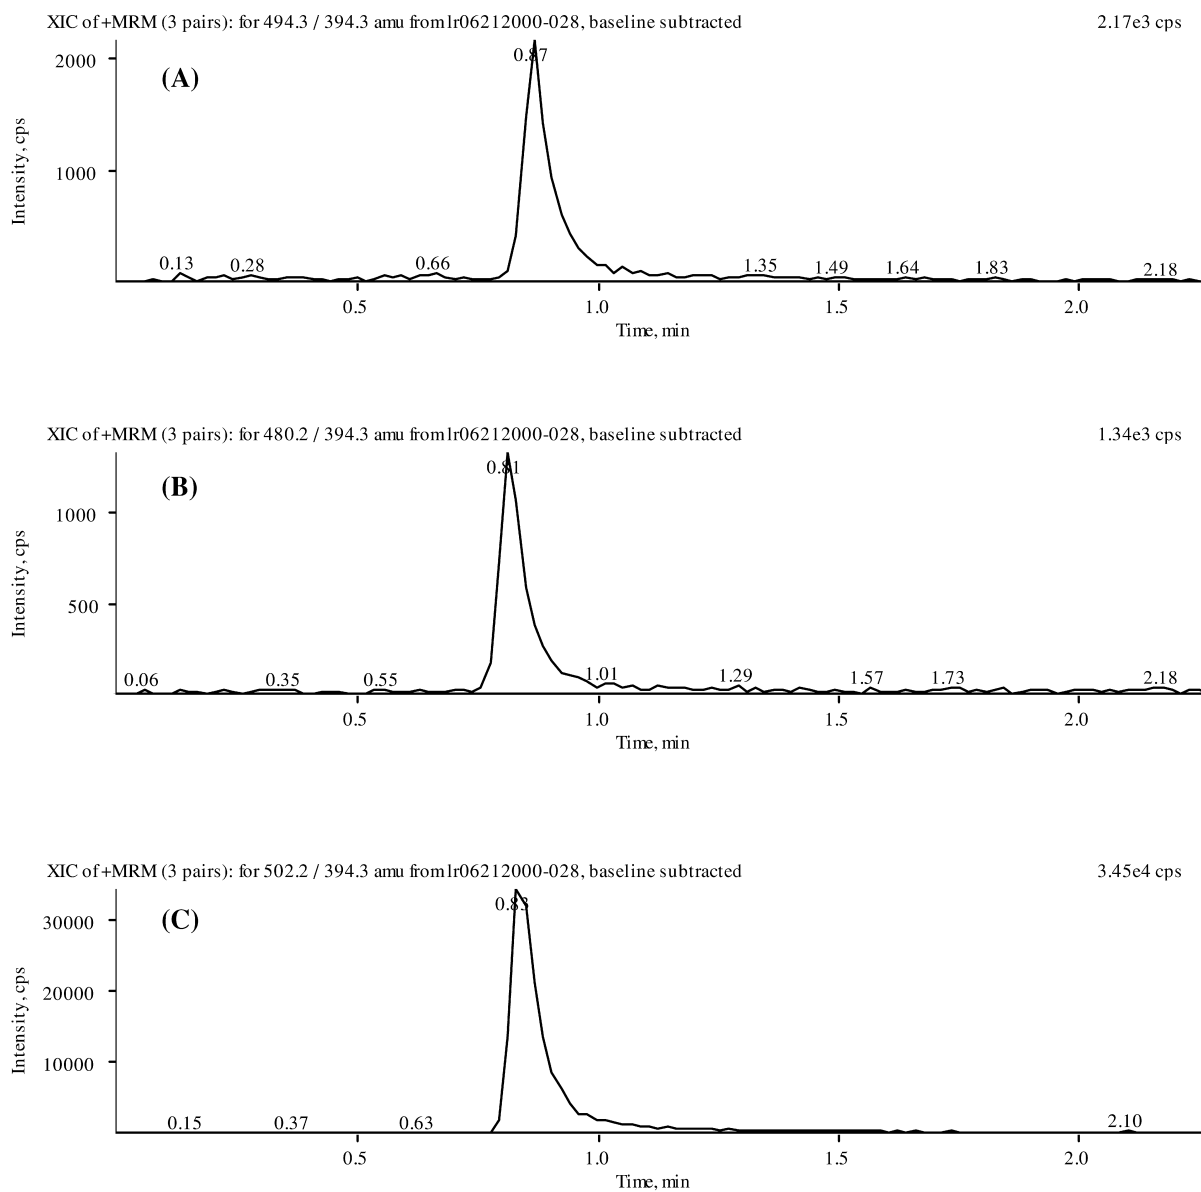 XIC of +MRM (3 pairs): for 494.3 / 394.3 amu from lr06212000-028, baseline subtracted 2.17e3 cps
2000
0.87
(A)
Intensity, cps
1000
0.13 0.28 0.66 1.35 1.49 1.64 1.83 2.18
0.5 1.0 1.5 2.0
Time, min
XIC of +MRM (3 pairs): for 480.2 / 394.3 amu from lr06212000-028, baseline subtracted 1.34e3 cps
0.81
(B)
1000
Intensity, cps
500
0.06 0.35 0.55 1.01 1.29 1.57 1.73 2.18
0.5 1.0 1.5 2.0
Time, min
XIC of +MRM (3 pairs): for 502.2 / 394.3 amu from lr06212000-028, baseline subtracted 3.45e4 cps
0.83
(C)
30000
Intensity, cps
20000
10000
0.15 0.37 0.63 2.10
0.5 1.0 1.5 2.0
Time, min